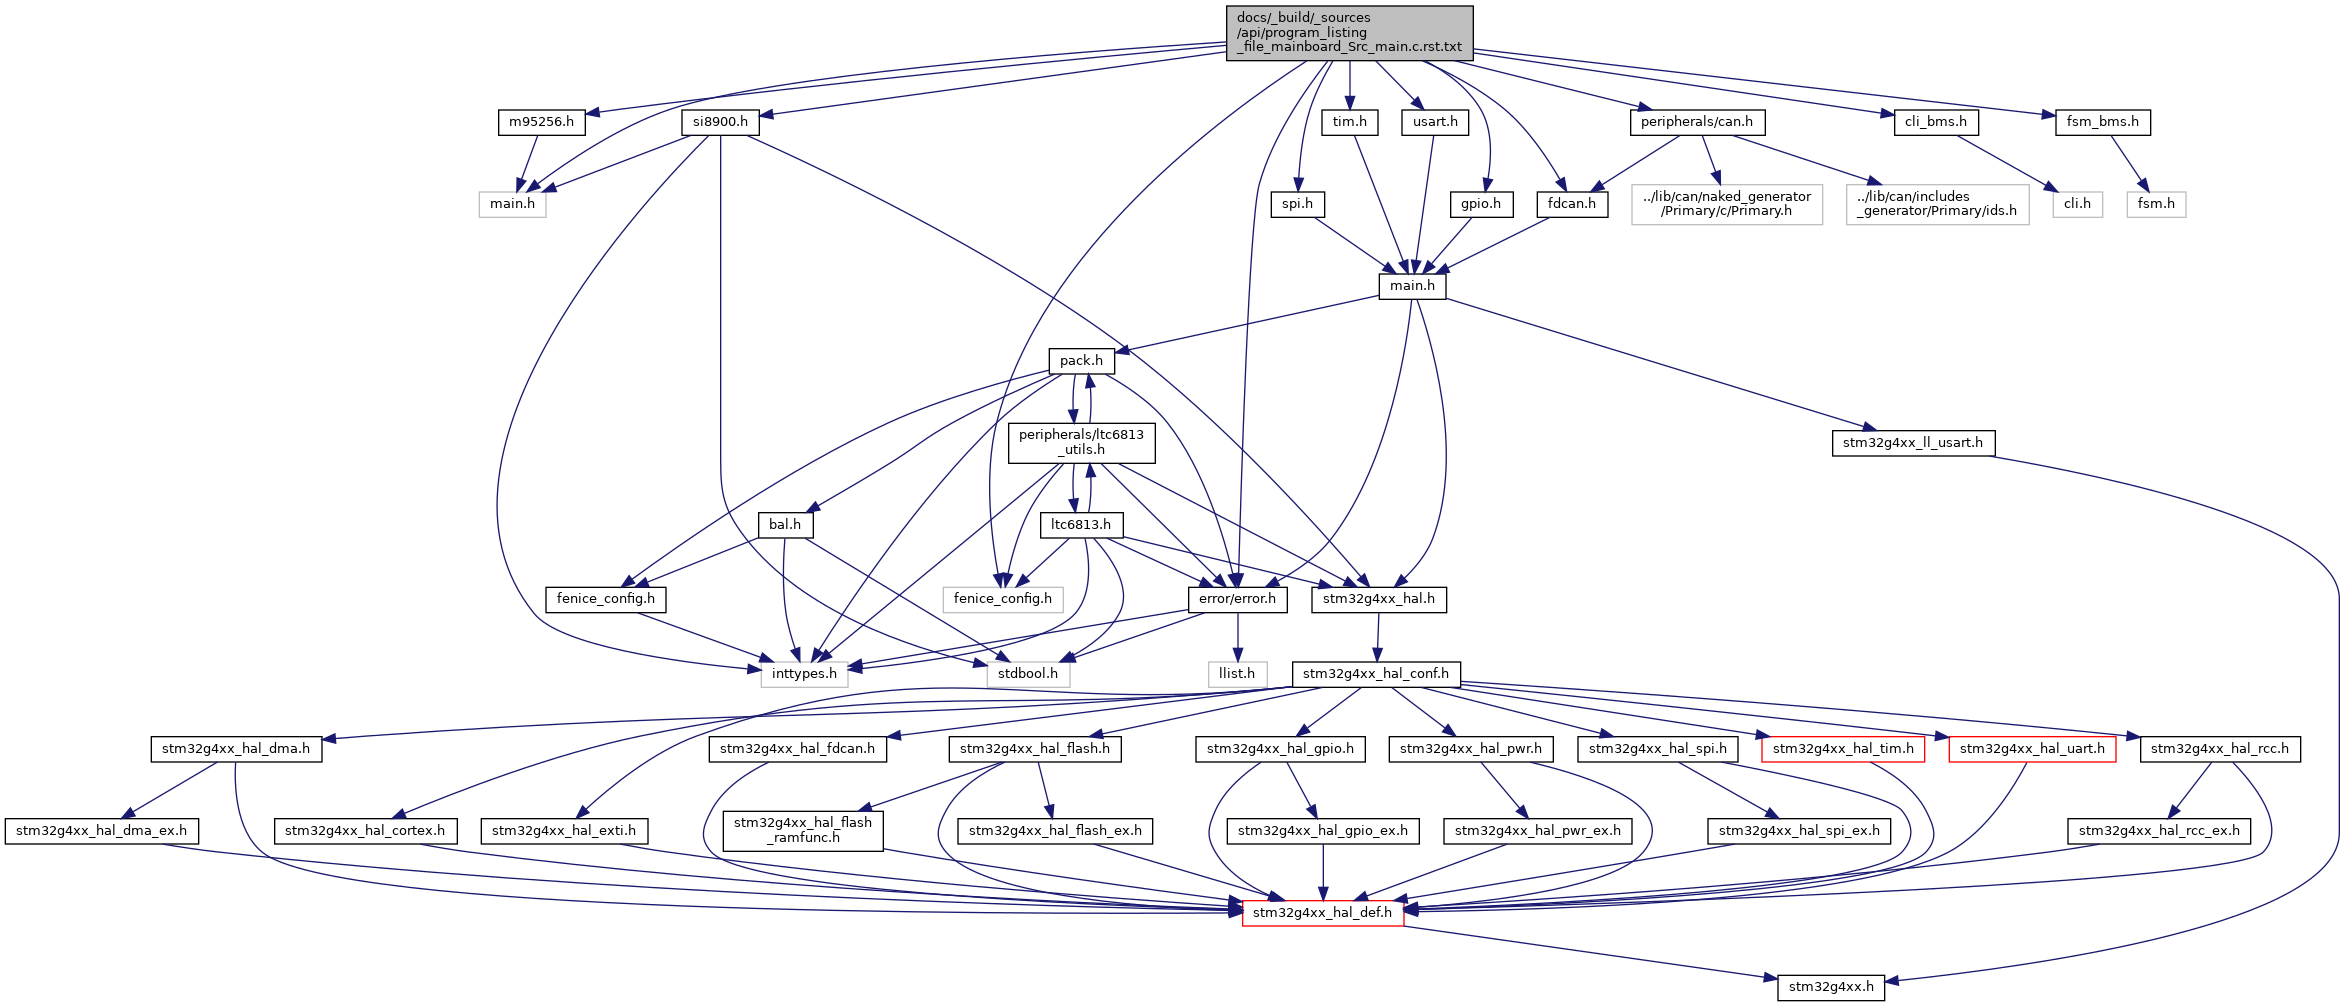 docs/_build/_sources
/api/program_listing
_file_mainboard_Src_main.c.rst.txt
m95256.h
si8900.h
tim.h
usart.h
peripherals/can.h
cli_bms.h
fsm_bms.h
main.h
spi.h
gpio.h
fdcan.h
../lib/can/naked_generator
/Primary/c/Primary.h
../lib/can/includes
_generator/Primary/ids.h
cli.h
fsm.h
main.h
pack.h
peripherals/ltc6813
_utils.h
stm32g4xx_ll_usart.h
bal.h
ltc6813.h
fenice_config.h
fenice_config.h
error/error.h
stm32g4xx_hal.h
inttypes.h
stdbool.h
llist.h
stm32g4xx_hal_conf.h
stm32g4xx_hal_dma.h
stm32g4xx_hal_fdcan.h
stm32g4xx_hal_flash.h
stm32g4xx_hal_gpio.h
stm32g4xx_hal_pwr.h
stm32g4xx_hal_spi.h
stm32g4xx_hal_tim.h
stm32g4xx_hal_uart.h
stm32g4xx_hal_rcc.h
stm32g4xx_hal_dma_ex.h
stm32g4xx_hal_cortex.h
stm32g4xx_hal_exti.h
stm32g4xx_hal_flash
_ramfunc.h
stm32g4xx_hal_flash_ex.h
stm32g4xx_hal_gpio_ex.h
stm32g4xx_hal_pwr_ex.h
stm32g4xx_hal_spi_ex.h
stm32g4xx_hal_rcc_ex.h
stm32g4xx_hal_def.h
stm32g4xx.h